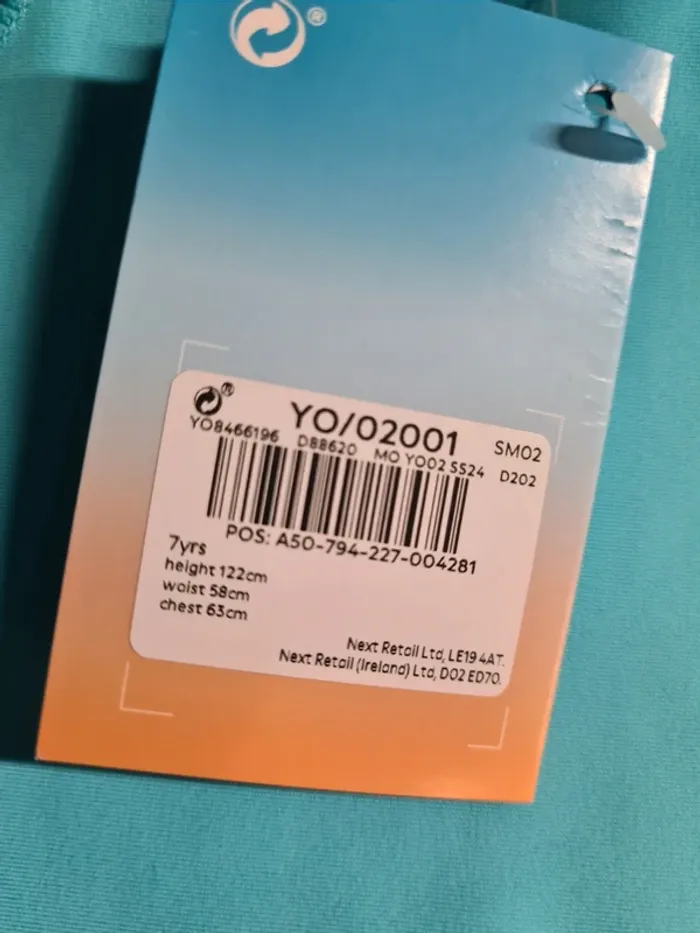 ®
®
YO/02001 SM02
YO8466196 D88620 MO YO02 SS24 D202
POS: A50-794-227-004281
7yrs
height 122cm
waist 58cm
chest 63cm
Next Retail Ltd, LE19 4AT.
Next Retail (Ireland) Ltd, D02 ED70.